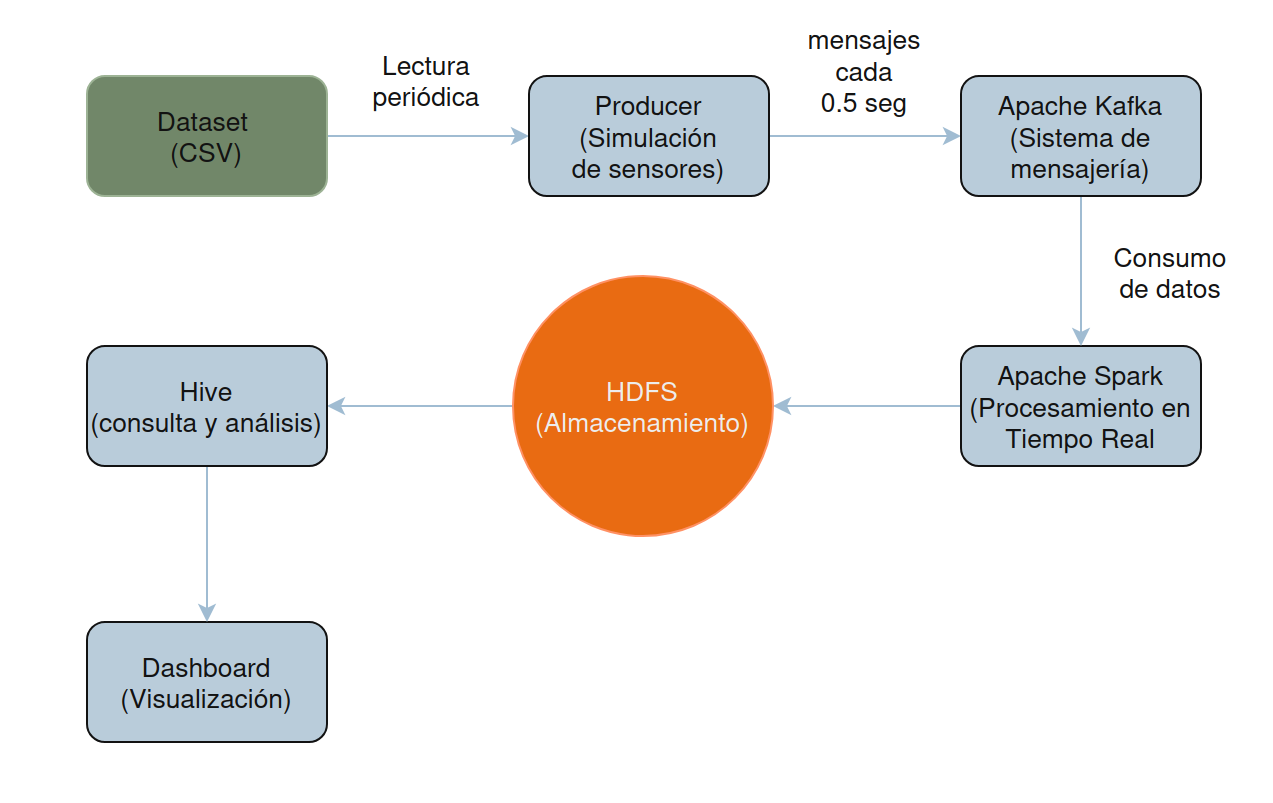 Dataset
(CSV)
Lectura
periódica
Producer
(Simulación
de sensores)
mensajes
cada
0.5 seg
Apache Kafka
(Sistema de
mensajería)
Consumo
de datos
Apache Spark
(Procesamiento en
Tiempo Real
HDFS
(Almacenamiento)
Hive
(consulta y análisis)
Dashboard
(Visualización)